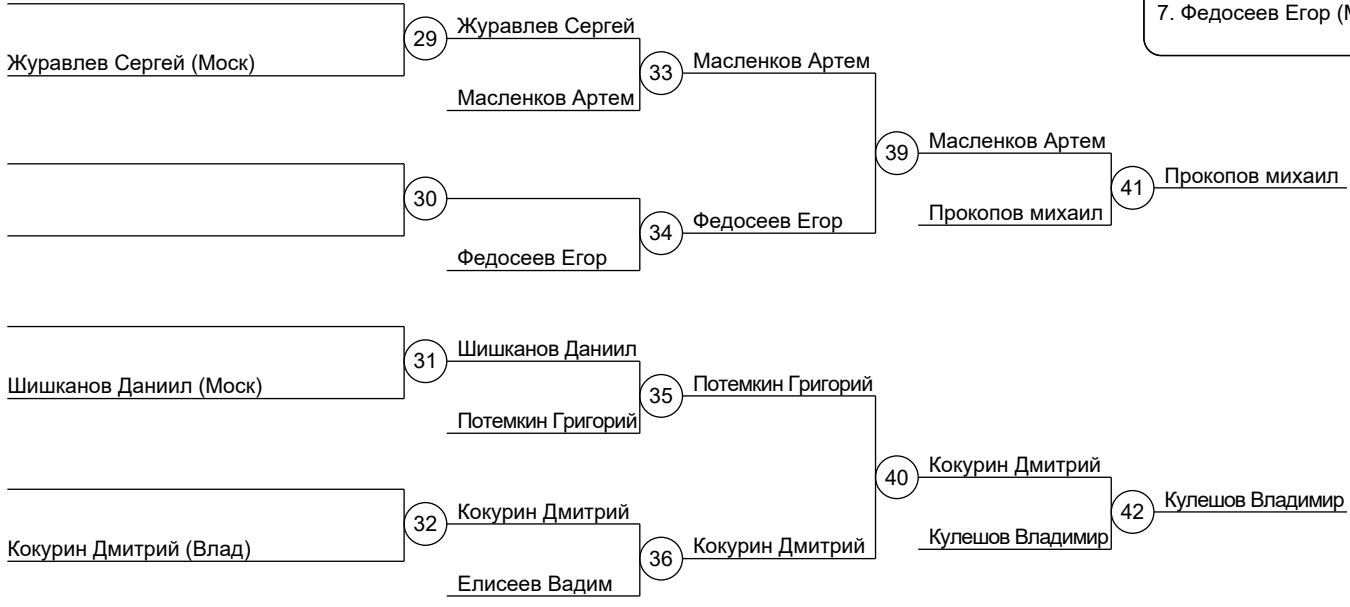 7. Федосеев Егор (М
29
Журавлев Сергей
Журавлев Сергей (Моск)
33
Масленков Артем
Масленков Артем
39
Масленков Артем
41
Прокопов михаил
30
34
Федосеев Егор
Прокопов михаил
Федосеев Егор
31
Шишканов Даниил
Шишканов Даниил (Моск)
35
Потемкин Григорий
Потемкин Григорий
40
Кокурин Дмитрий
42
Кулешов Владимир
32
Кокурин Дмитрий
Кулешов Владимир
Кокурин Дмитрий (Влад)
36
Кокурин Дмитрий
Елисеев Вадим